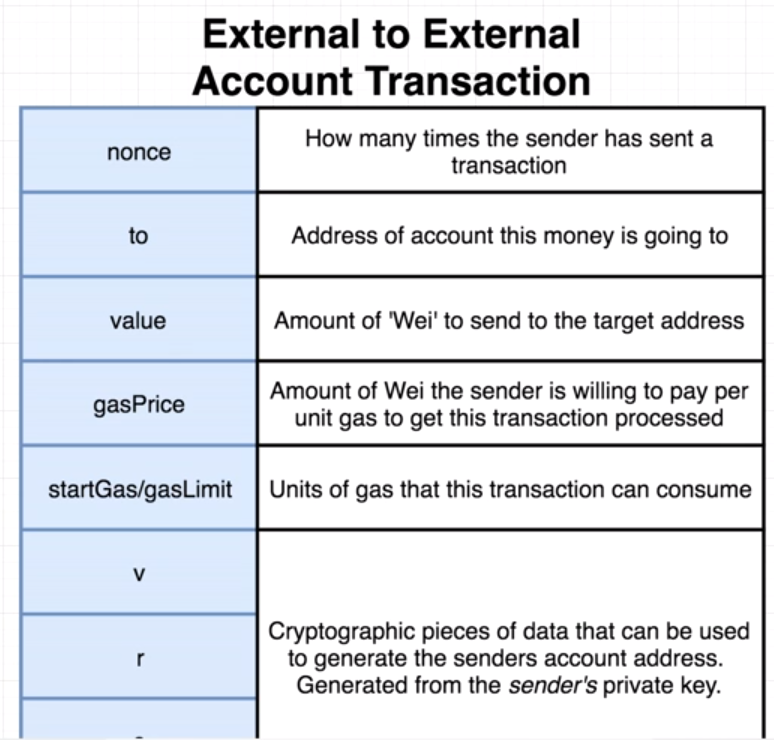 External to External
Account Transaction
nonce
How many times the sender has sent a
transaction
to
Address of account this money is going to
value
Amount of 'Wei' to send to the target address
gasPrice
Amount of Wei the sender is willing to pay per
unit gas to get this transaction processed
startGas/gasLimit
Units of gas that this transaction can consume
v
r
Cryptographic pieces of data that can be used
to generate the senders account address.
Generated from the sender's private key.